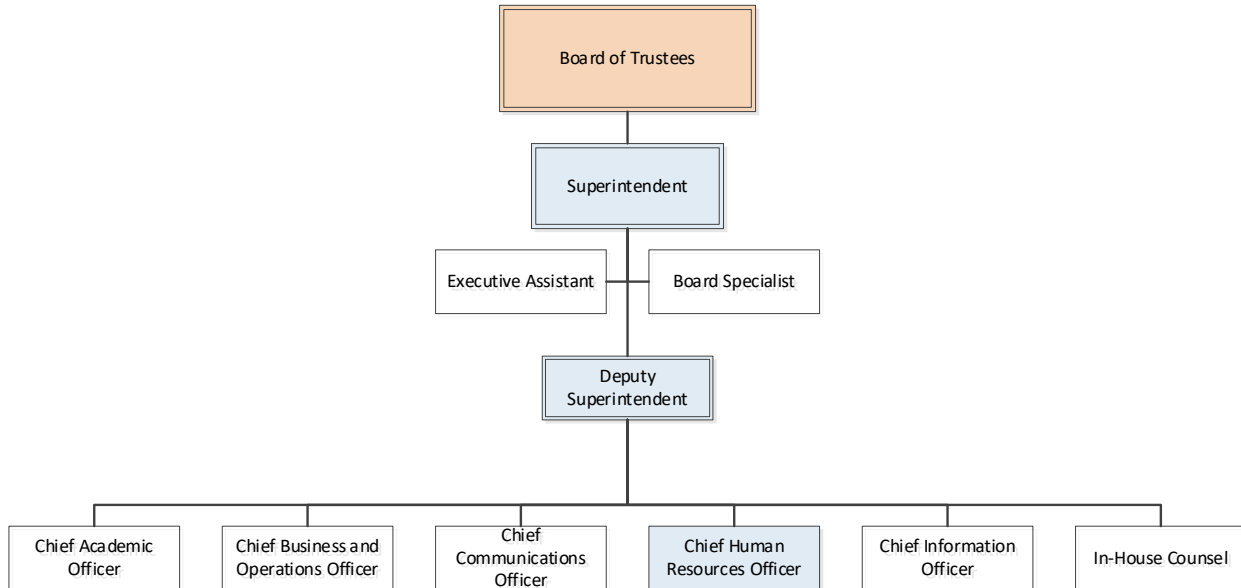 Board of Trustees
Superintendent
Executive Assistant
Board Specialist
Deputy
Superintendent
Chief Academic
Officer
Chief Business and
Operations Officer
Chief
Communications
Officer
Chief Human
Resources Officer
Chief Information
Officer
In-House Counsel